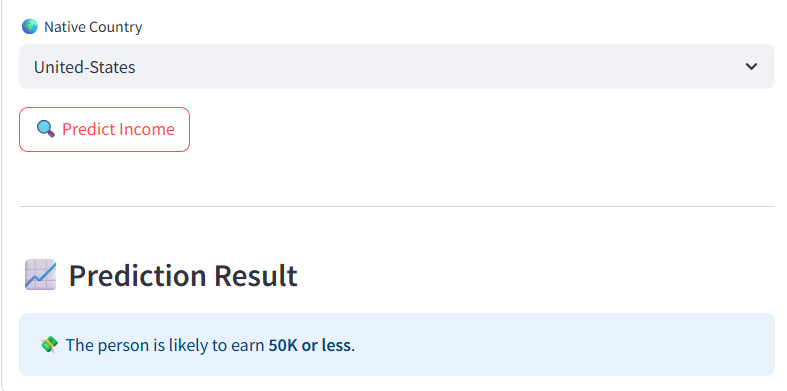 Native Country
United-States
Predict Income
Prediction Result
The person is likely to earn 50K or less.